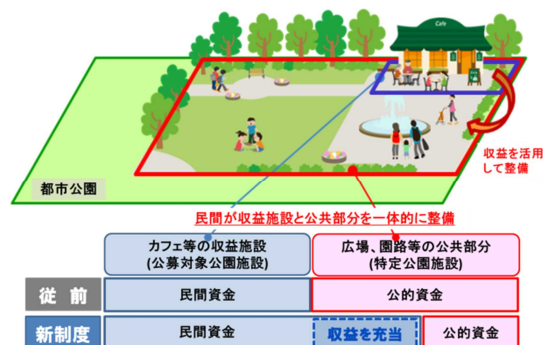 Cafe
収益を活用
して整備
都市公園
民間が収益施設と公共部分を一体的に整備
カフェ等の収益施設
(公募対象公園施設)
広場、園路等の公共部分
(特定公園施設)
従 前
民間資金
公的資金
新制度
民間資金
収益を充当
公的資金